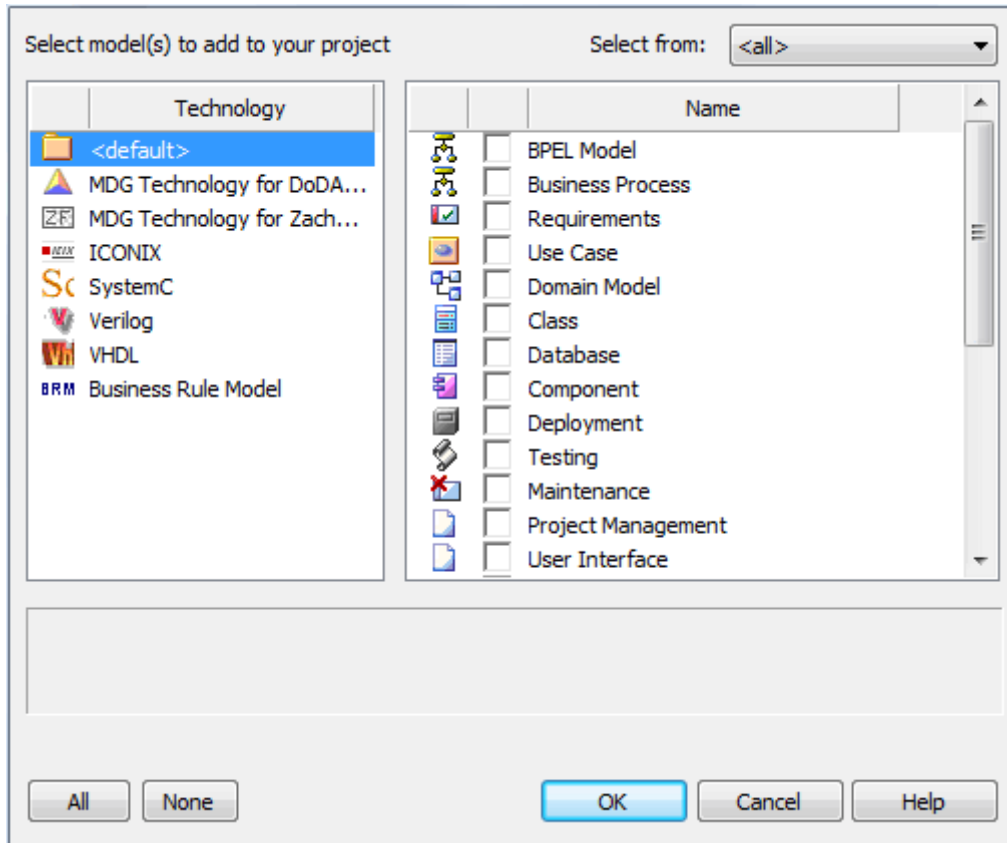 Select model(s) to add to your project
Select from:
<all>
Technology
<default>
MDG Technology for DoDA...
MDG Technology for Zach...
ICONIX
SystemC
Verilog
VHDL
BRM Business Rule Model
Name
BPEL Model
Business Process
Requirements
Use Case
Domain Model
Class
Database
Component
Deployment
Testing
Maintenance
Project Management
User Interface
All
None
OK
Cancel
Help